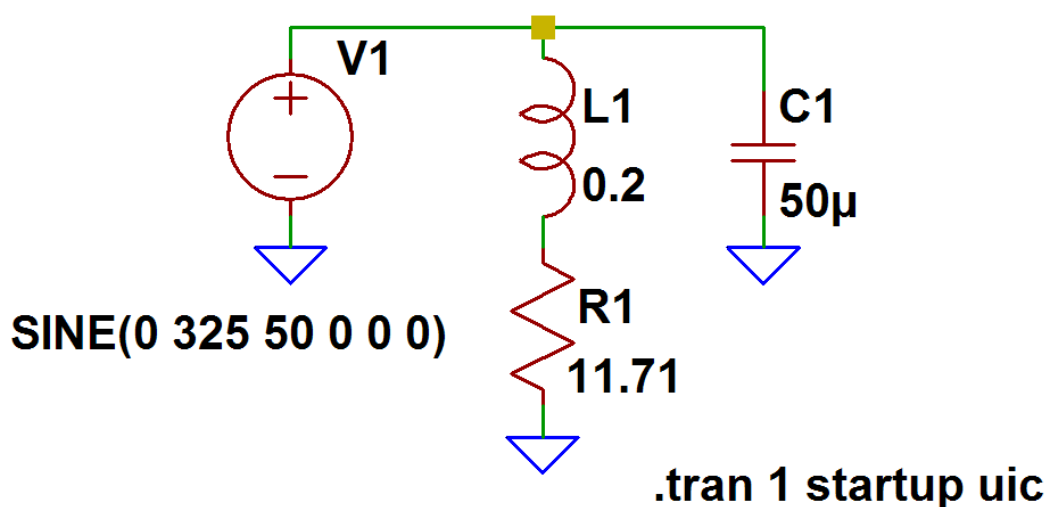 V1
L1
0.2
C1
50µ
SINE(0 325 50 0 0 0)
R1
11.71
.tran 1 startup uic